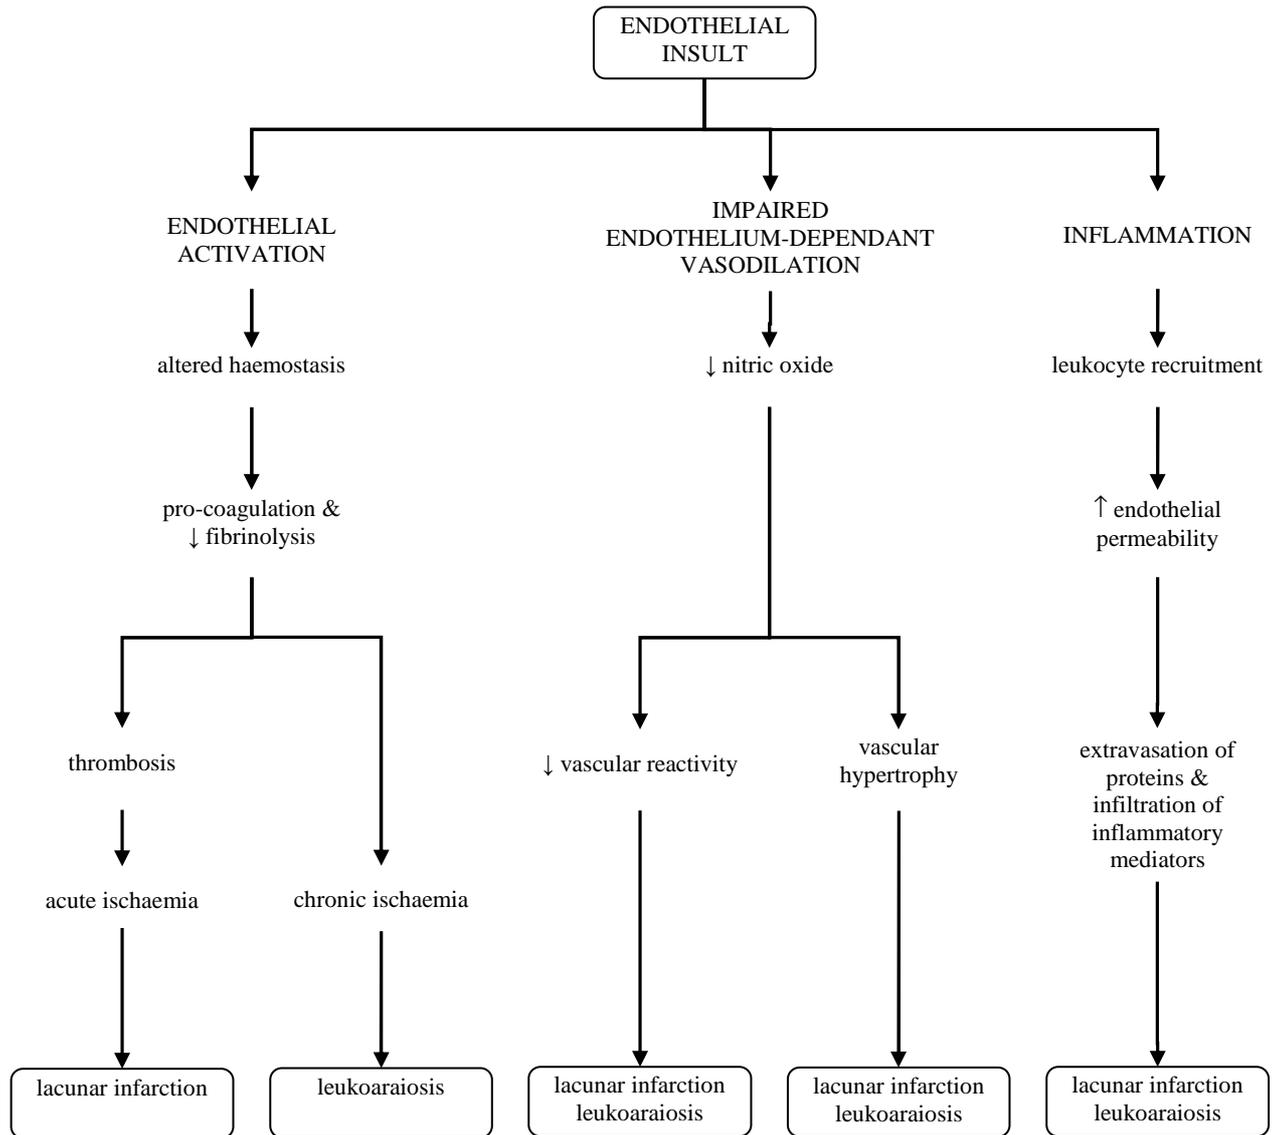 ENDOTHELIAL
INSULT
ENDOTHELIAL
ACTIVATION
IMPAIRED
ENDOTHELIUM-DEPENDANT
VASODILATION
INFLAMMATION
altered haemostasis
↓ nitric oxide
leukocyte recruitment
pro-coagulation &
↓ fibrinolysis
↑ endothelial
permeability
thrombosis
↓ vascular reactivity
vascular
hypertrophy
extravasation of
proteins &
infiltration of
inflammatory
mediators
acute ischaemia
chronic ischaemia
lacunar infarction
leukoaraiosis
lacunar infarction
leukoaraiosis
lacunar infarction
leukoaraiosis
lacunar infarction
leukoaraiosis